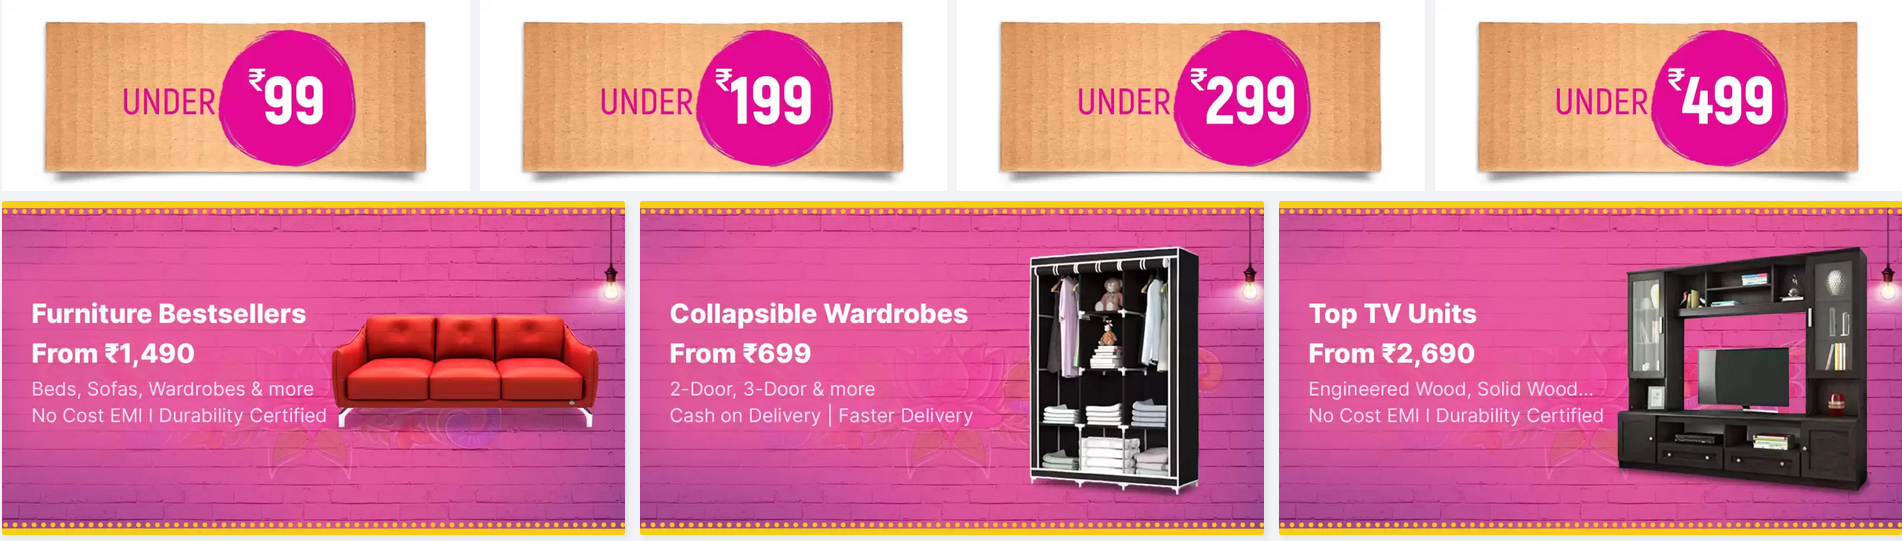 UNDER ₹99
UNDER ₹199
UNDER ₹299
UNDER ₹499
Furniture Bestsellers
From ₹1,490
Beds, Sofas, Wardrobes & more
No Cost EMI I Durability Certified
Collapsible Wardrobes
From ₹699
2-Door, 3-Door & more
Cash on Delivery | Faster Delivery
Top TV Units
From ₹2,690
Engineered Wood, Solid Wood...
No Cost EMI I Durability Certified